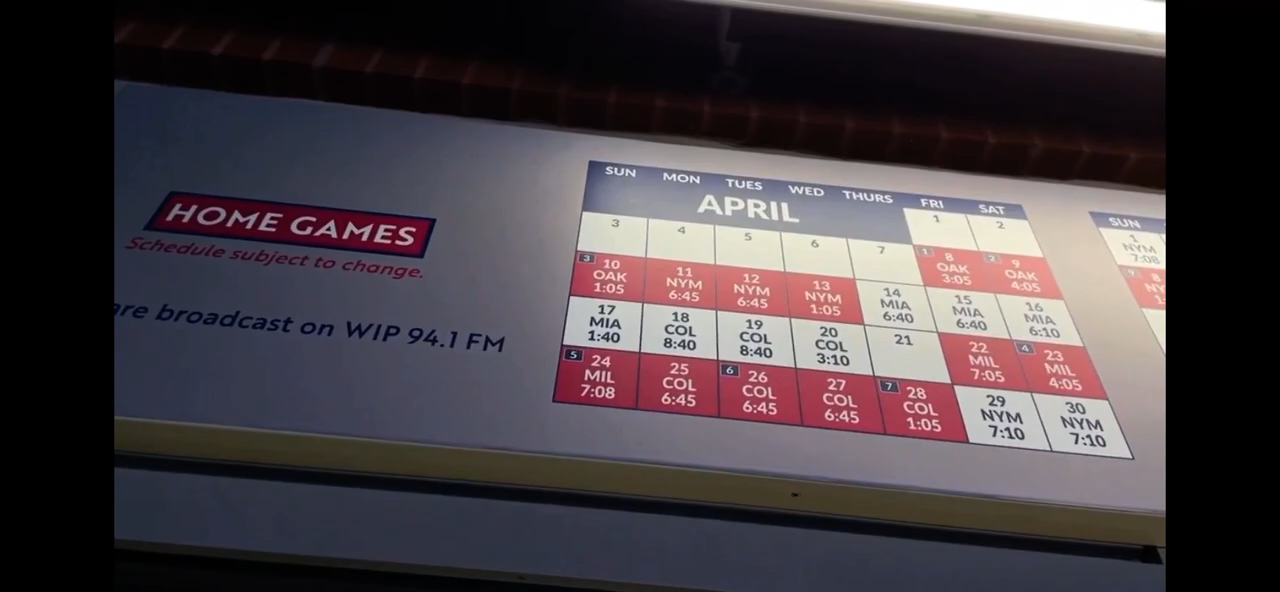 HOME GAMES
Schedule subject to change.
are broadcast on WIP 94.1 FM
SUN MON TUES WED THURS FRI SAT
APRIL
1 2
3 4 5 6 7 1 8 OAK 3:05 2 9 OAK 4:05
3 10 OAK 1:05 11 NYM 6:45 12 NYM 6:45 13 NYM 1:05 14 MIA 6:40 15 MIA 6:40 16 MIA 6:10
17 MIA 1:40 18 COL 8:40 19 COL 8:40 20 COL 3:10 21 22 MIL 7:05 4 23 MIL 4:05
5 24 MIL 7:08 25 COL 6:45 6 26 COL 6:45 27 COL 6:45 7 28 COL 1:05 29 NYM 7:10 30 NYM 7:10
SUN
1 NYM 7:08
8